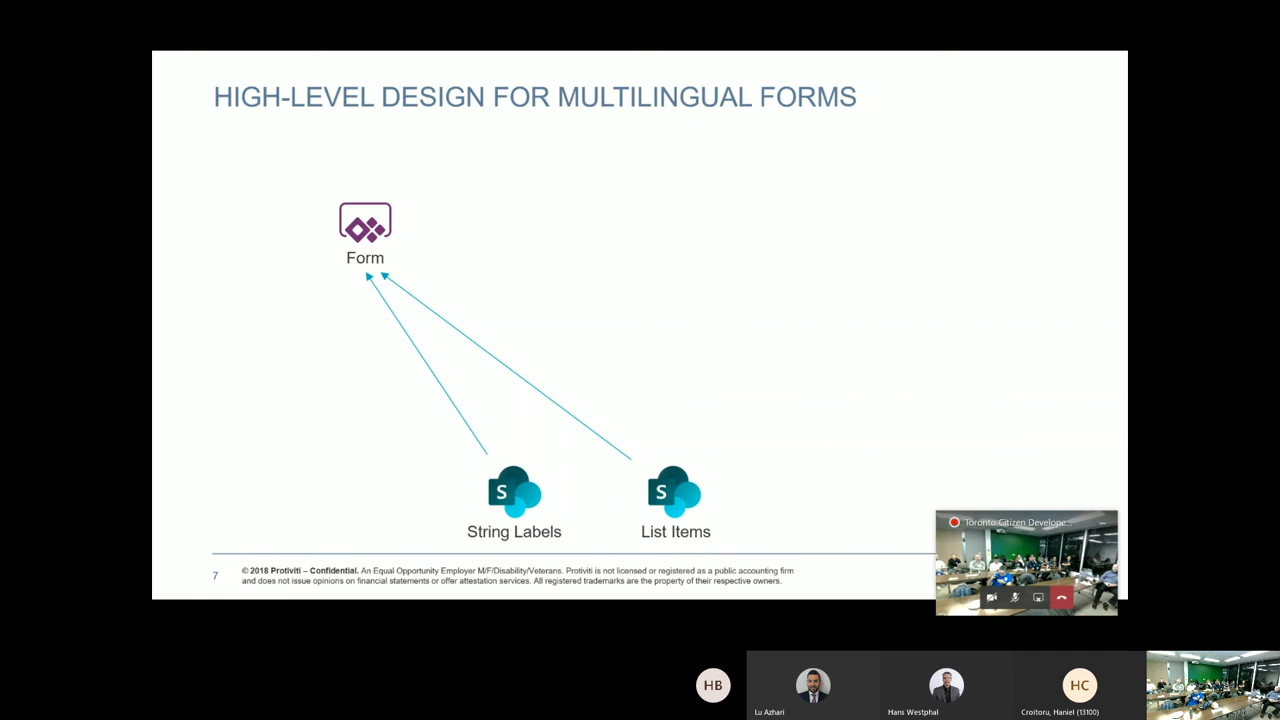 HIGH-LEVEL DESIGN FOR MULTILINGUAL FORMS
Form
S
S
String Labels
List Items
Toronto Citizen Develope...
7
© 2018 Protiviti – Confidential. An Equal Opportunity Employer M/F/Disability/Veterans. Protiviti is not licensed or registered as a public accounting firm
and does not issue opinions on financial statements or offer attestation services. All registered trademarks are the property of their respective owners.
HB
HC
Lu Azhari
Hans Westphal
Croitoru, Haniel (13100)